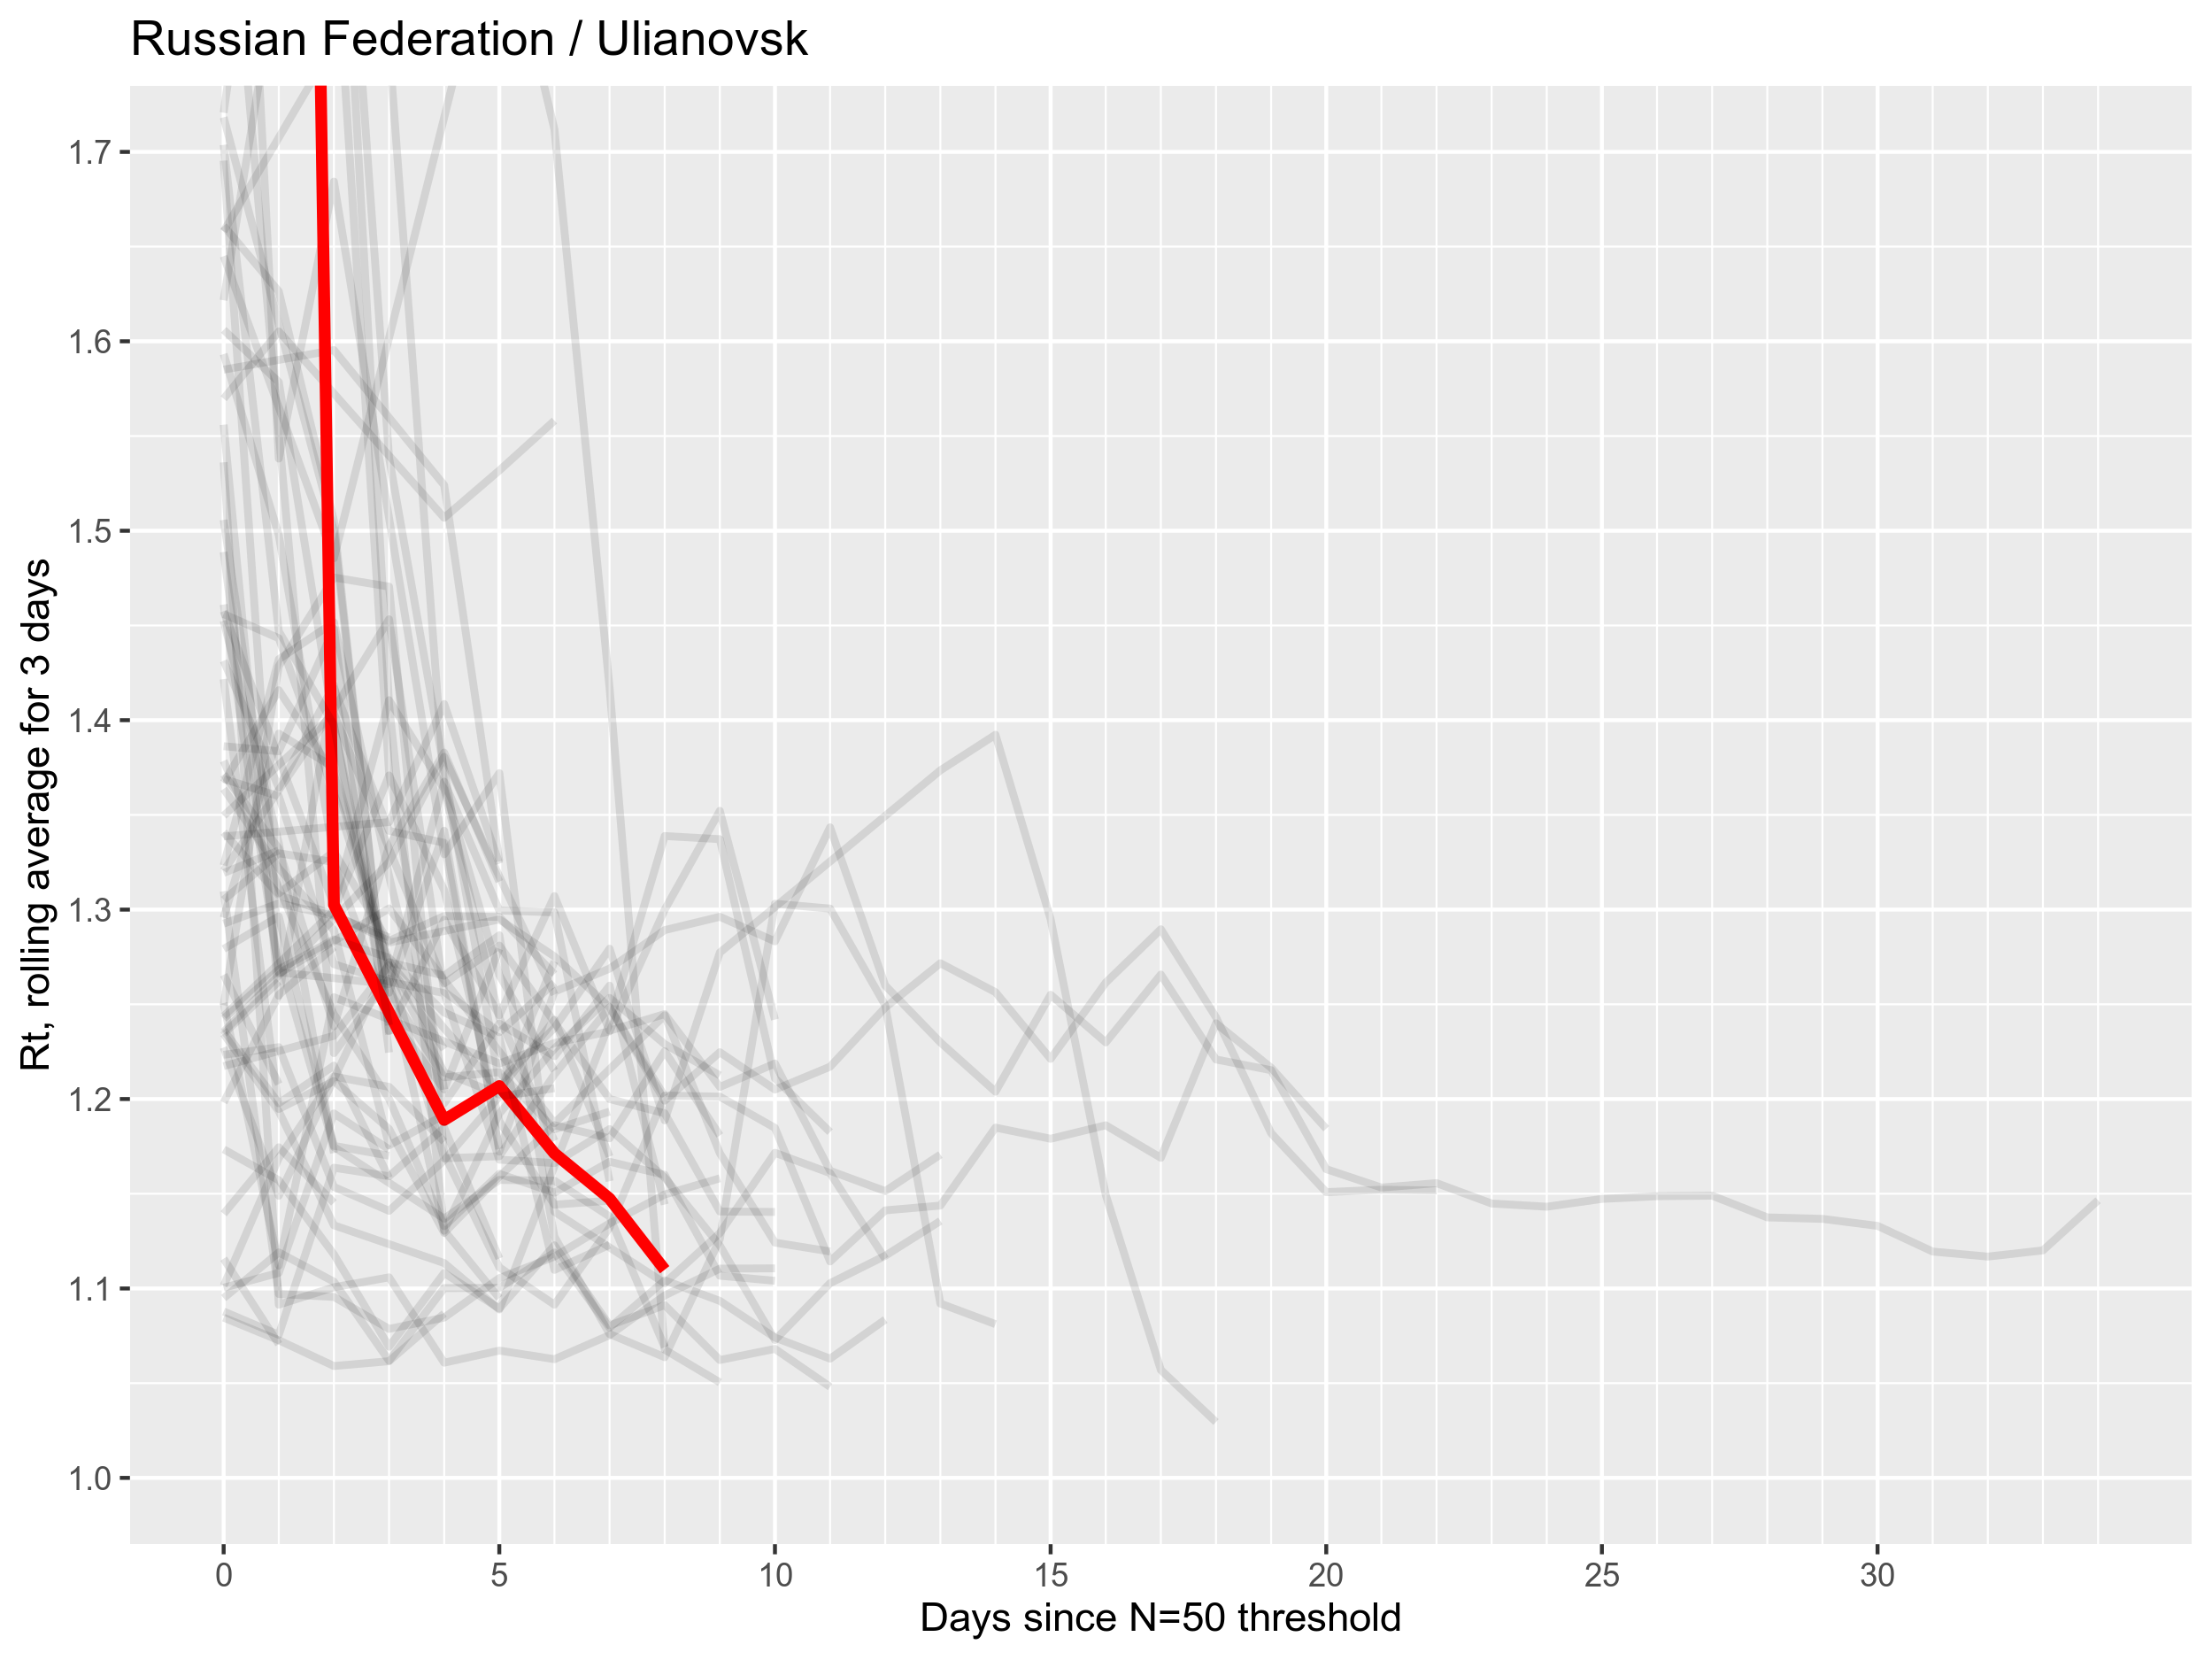 Russian Federation / Ulianovsk
Rt, rolling average for 3 days
1.7
1.6
1.5
1.4
1.3
1.2
1.1
1.0
0 5 10 15 20 25 30
Days since N=50 threshold